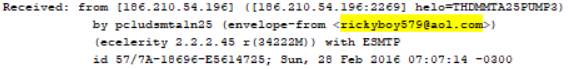 Received: from [186.210.54.196] ([186.210.54.196:2269] helo=THDMMTA25PUMP3)
by pcludsmtaln25 (envelope-from <rickyboy579@aol.com>)
(ecelerity 2.2.2.45 r(34222M)) with ESMTP
id 57/7A-18696-E5614725; Sun, 28 Feb 2016 07:07:14 -0300